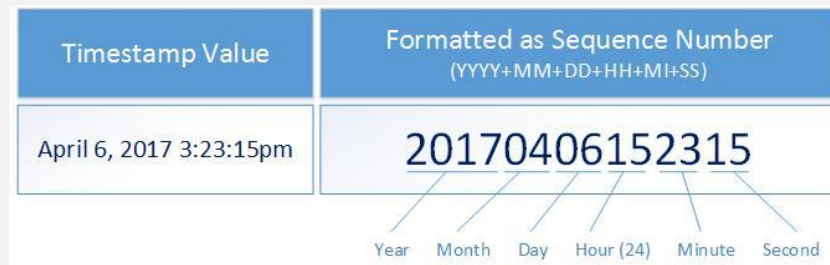 Timestamp Value
Formatted as Sequence Number
(YYYY+MM+DD+HH+MI+SS)
April 6, 2017 3:23:15pm
20170406152315
Year Month Day Hour (24) Minute Second